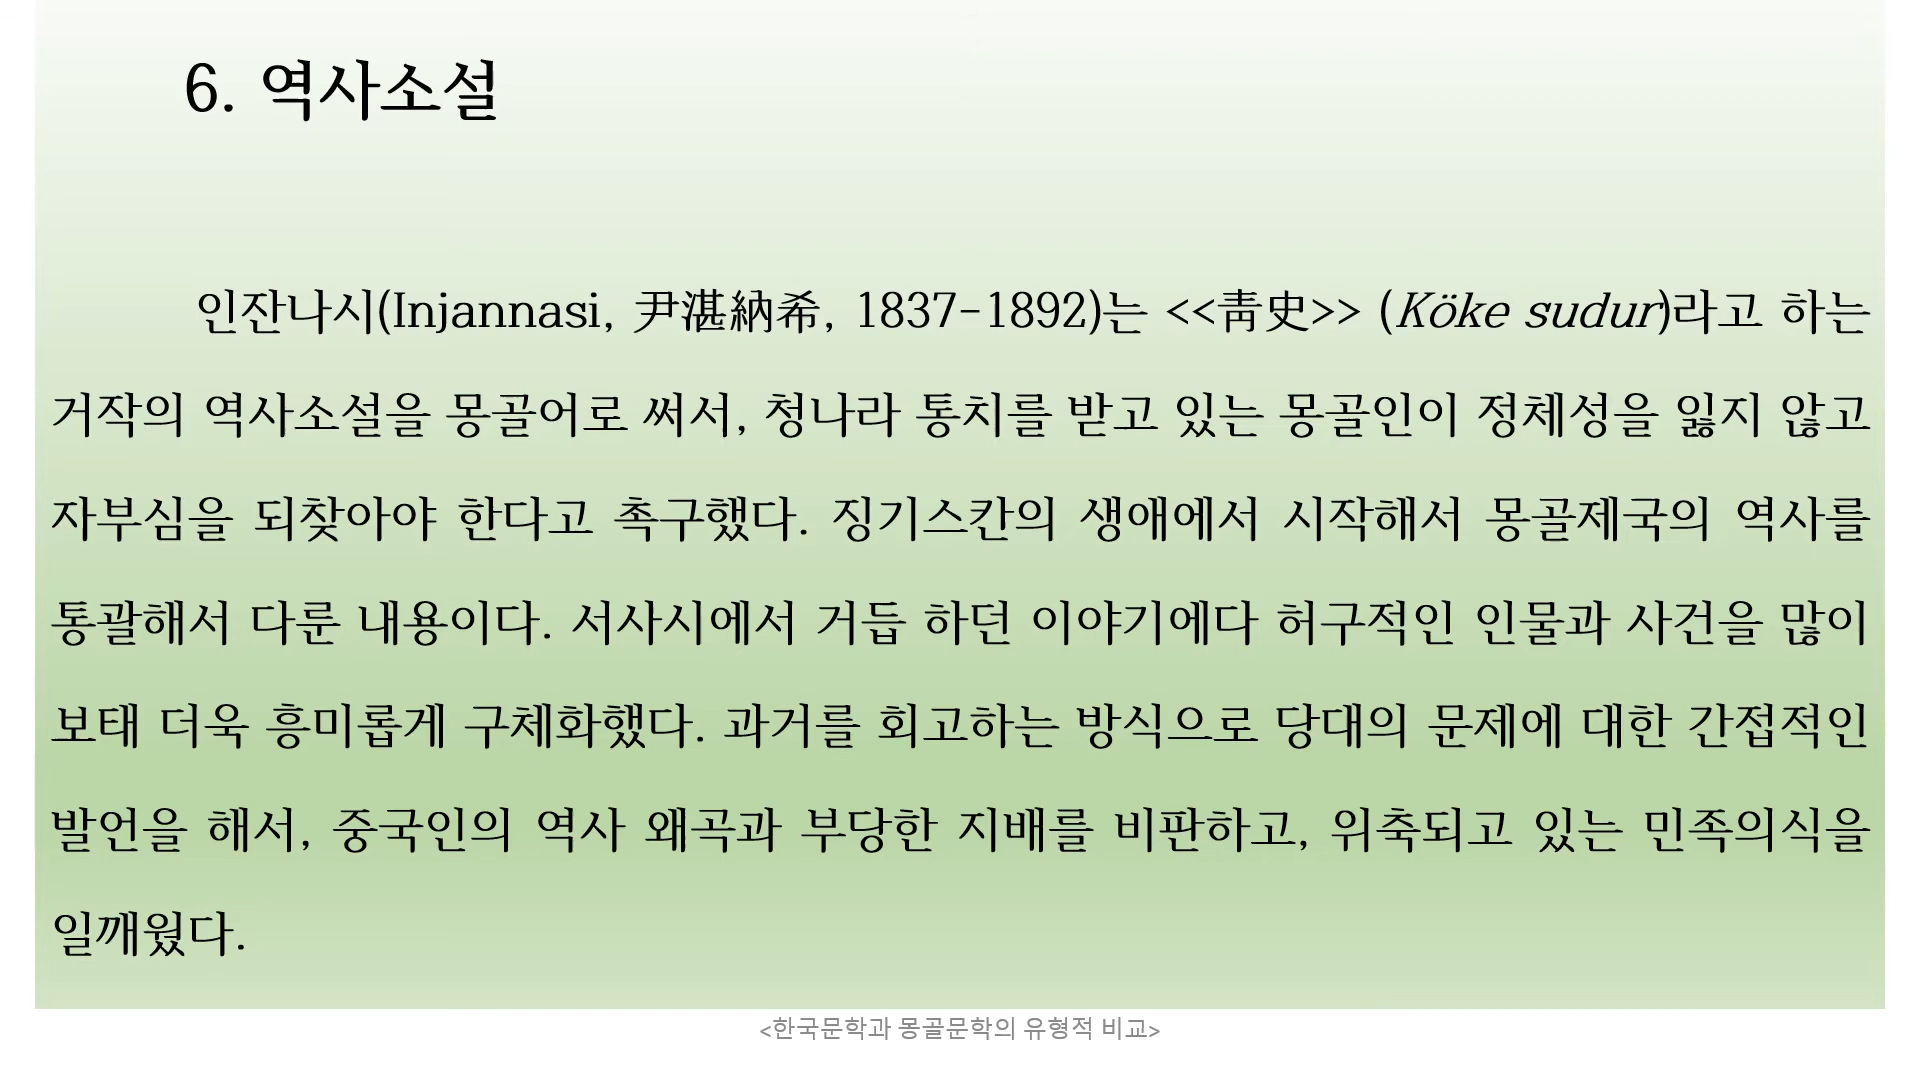 6. 역사소설
인잔나시(Injannasi, 尹湛納希, 1837-1892)는 <<靑史>> (Köke sudur)라고 하는
거작의 역사소설을 몽골어로 써서, 청나라 통치를 받고 있는 몽골인이 정체성을 잃지 않고
자부심을 되찾아야 한다고 촉구했다. 징기스칸의 생애에서 시작해서 몽골제국의 역사를
통괄해서 다룬 내용이다. 서사시에서 거듭 하던 이야기에다 허구적인 인물과 사건을 많이
보태 더욱 흥미롭게 구체화했다. 과거를 회고하는 방식으로 당대의 문제에 대한 간접적인
발언을 해서, 중국인의 역사 왜곡과 부당한 지배를 비판하고, 위축되고 있는 민족의식을
일깨웠다.
<한국문학과 몽골문학의 유형적 비교>